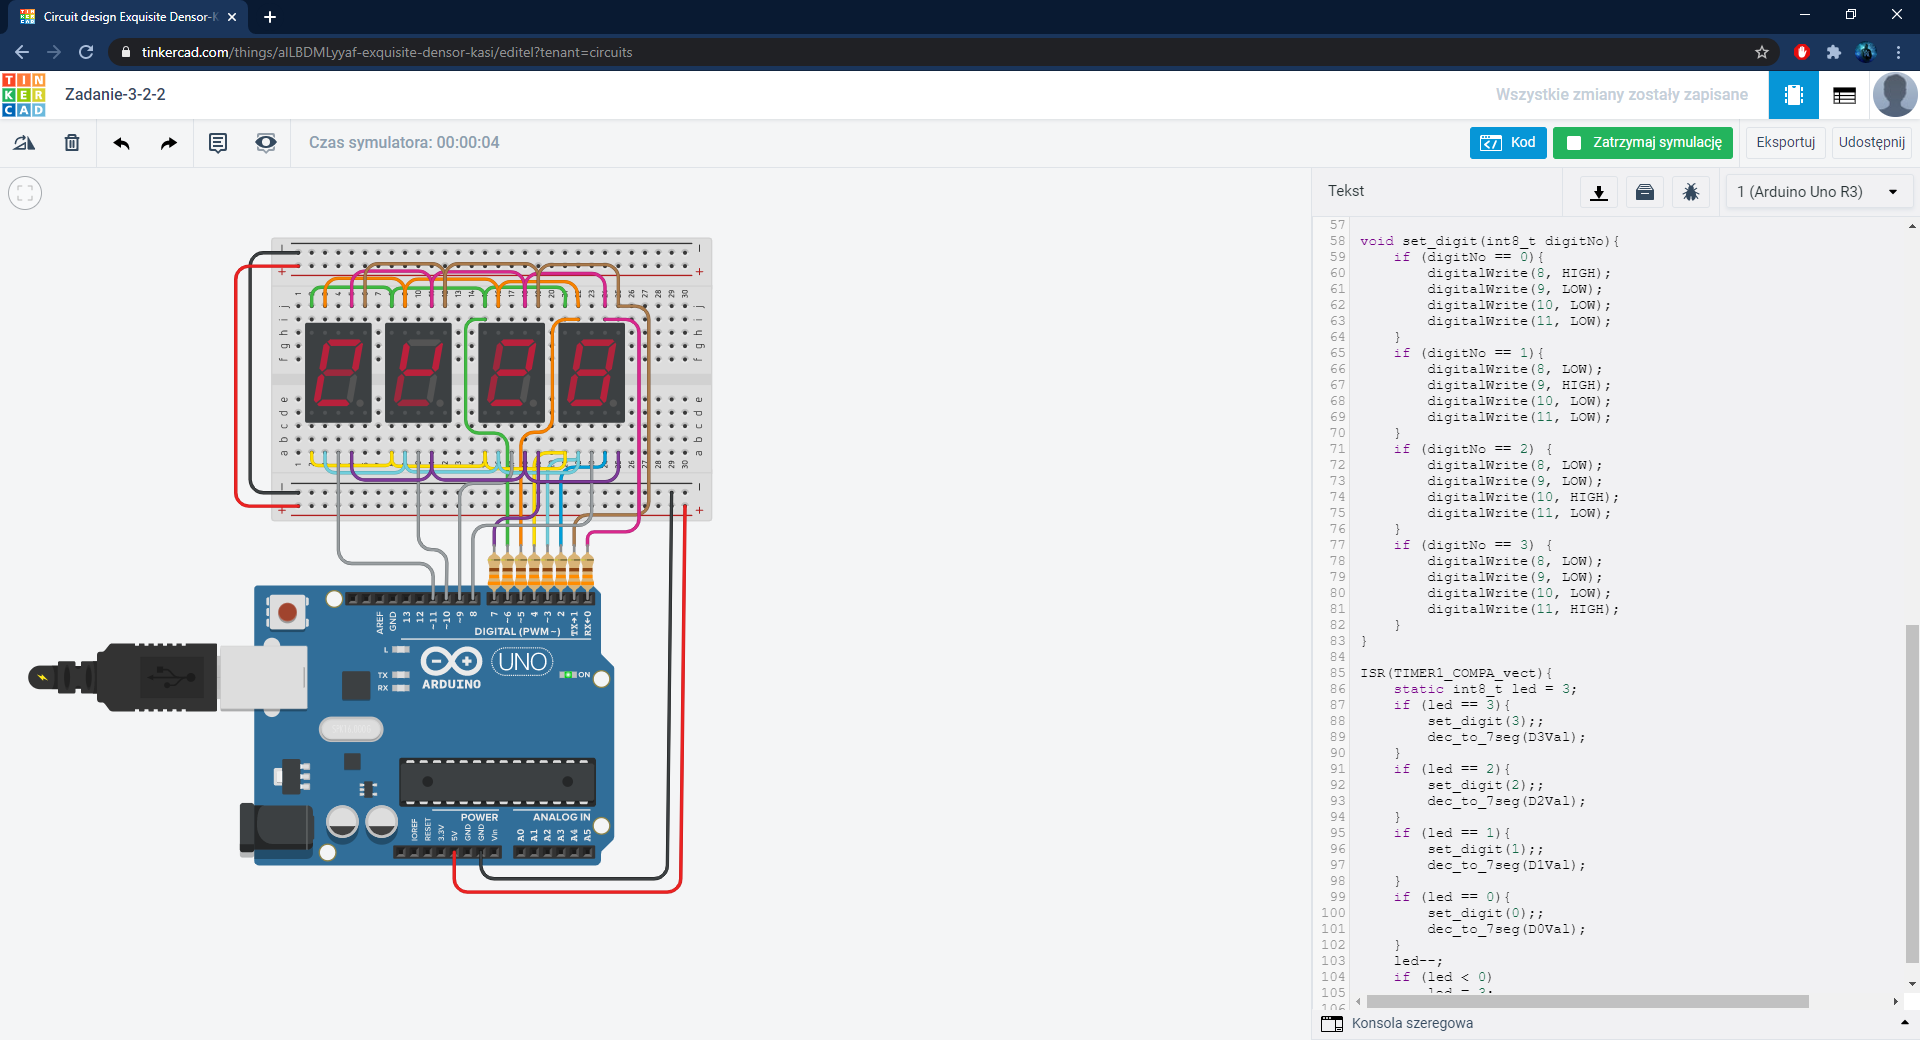 Circuit design Exquisite Densor-K
tinkercad.com/things/alLBDMLyyaf-exquisite-densor-kasi/editel?tenant=circuits
TIN
KER
CAD
Zadanie-3-2-2
Wszystkie zmiany zostały zapisane
Czas symulatora: 00:00:04
Kod
Zatrzymaj symulację
Eksportuj
Udostępnij
Tekst
1 (Arduino Uno R3)
57
58 void set_digit(int8_t digitNo){
59 if (digitNo == 0){
60 digitalWrite(8, HIGH);
61 digitalWrite(9, LOW);
62 digitalWrite(10, LOW);
63 digitalWrite(11, LOW);
64 }
65 if (digitNo == 1){
66 digitalWrite(8, LOW);
67 digitalWrite(9, HIGH);
68 digitalWrite(10, LOW);
69 digitalWrite(11, LOW);
70 }
71 if (digitNo == 2) {
72 digitalWrite(8, LOW);
73 digitalWrite(9, LOW);
74 digitalWrite(10, HIGH);
75 digitalWrite(11, LOW);
76 }
77 if (digitNo == 3) {
78 digitalWrite(8, LOW);
79 digitalWrite(9, LOW);
80 digitalWrite(10, LOW);
81 digitalWrite(11, HIGH);
82 }
83 }
84
85 ISR(TIMER1_COMPA_vect){
86 static int8_t led = 3;
87 if (led == 3){
88 set_digit(3);;
89 dec_to_7seg(D3Val);
90 }
91 if (led == 2){
92 set_digit(2);;
93 dec_to_7seg(D2Val);
94 }
95 if (led == 1){
96 set_digit(1);;
97 dec_to_7seg(D1Val);
98 }
99 if (led == 0){
100 set_digit(0);;
101 dec_to_7seg(D0Val);
102 }
103 led--;
104 if (led < 0)
105 led = 3;
106
Konsola szeregowa
AREF
GND
13
12
~11
~10
~9
8
7
~6
~5
4
~3
2
TX→1
RX←0
DIGITAL (PWM~)
L
TX
RX
UNO
ARDUINO
ON
POWER
ANALOG IN
IOREF
RESET
3.3V
5V
GND
GND
Vin
A0
A1
A2
A3
A4
A5